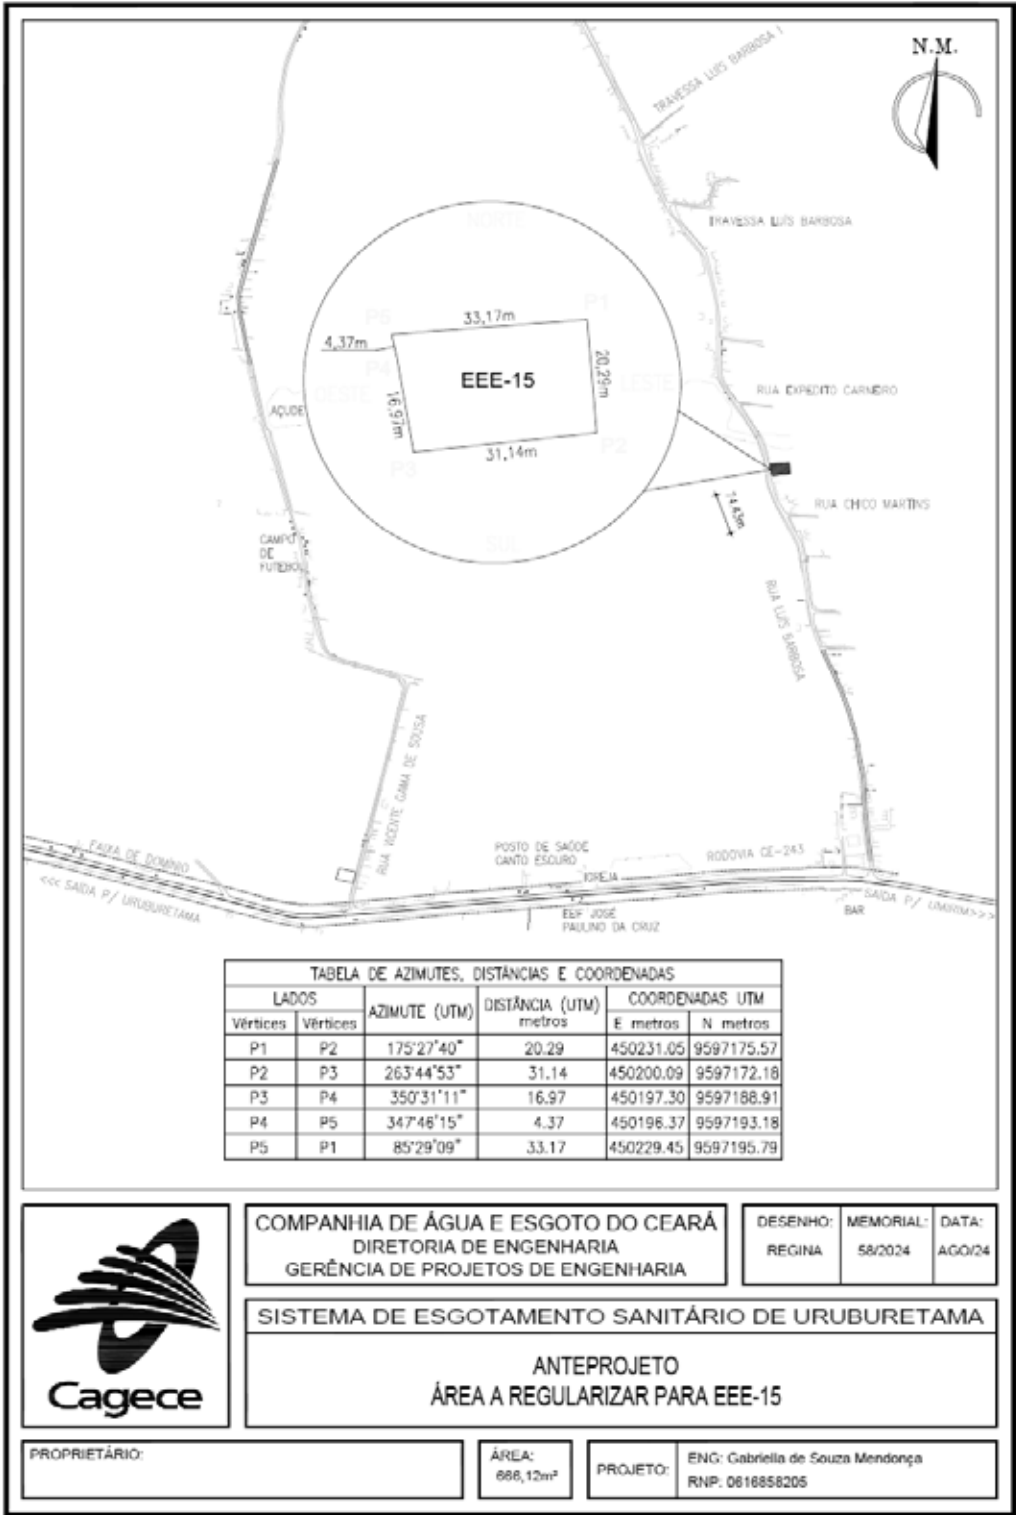 N.M.
TRAVESSA LUIS BARBOSA I
TRAVESSA LUIS BARBOSA
NORTE
P5
33,17m
P1
4,37m
P4
20,29m
OESTE
EEE-15
LESTE
RUA EXPEDITO CARNEIRO
AÇUDE
16,97m
31,14m
P2
P3
RUA CHICO MARTINS
74.43m
SUL
CAMPO
DE
FUTEBOL
RUA LUIS BARBOSA
RUA VICENTE GAMA DE SOUSA
FAIXA DE DOMINIO
POSTO DE SAÚDE
CANTO ESCURO
RODOVIA CE-243
IGREJA
<<< SAIDA P/ URUBURETAMA
SAIDA P/ UMIRIM>>>
EEIF JOSÉ
PAULINO DA CRUZ
BAR
TABELA DE AZIMUTES, DISTÂNCIAS E COORDENADAS
LADOS AZIMUTE (UTM) DISTÂNCIA (UTM) metros COORDENADAS UTM
Vértices Vértices E metros N metros
P1 P2 175°27'40" 20.29 450231.05 9597175.57
P2 P3 263°44'53" 31.14 450200.09 9597172.18
P3 P4 350°31'11" 16.97 450197.30 9597188.91
P4 P5 347°46'15" 4.37 450196.37 9597193.18
P5 P1 85°29'09" 33.17 450229.45 9597195.79
Cagece
COMPANHIA DE ÁGUA E ESGOTO DO CEARÁ
DIRETORIA DE ENGENHARIA
GERÊNCIA DE PROJETOS DE ENGENHARIA
DESENHO: MEMORIAL: DATA:
REGINA 58/2024 AGO/24
SISTEMA DE ESGOTAMENTO SANITÁRIO DE URUBURETAMA
ANTEPROJETO
ÁREA A REGULARIZAR PARA EEE-15
PROPRIETÁRIO:
ÁREA:
666,12m²
PROJETO:
ENG: Gabriella de Souza Mendonça
RNP: 0616858205